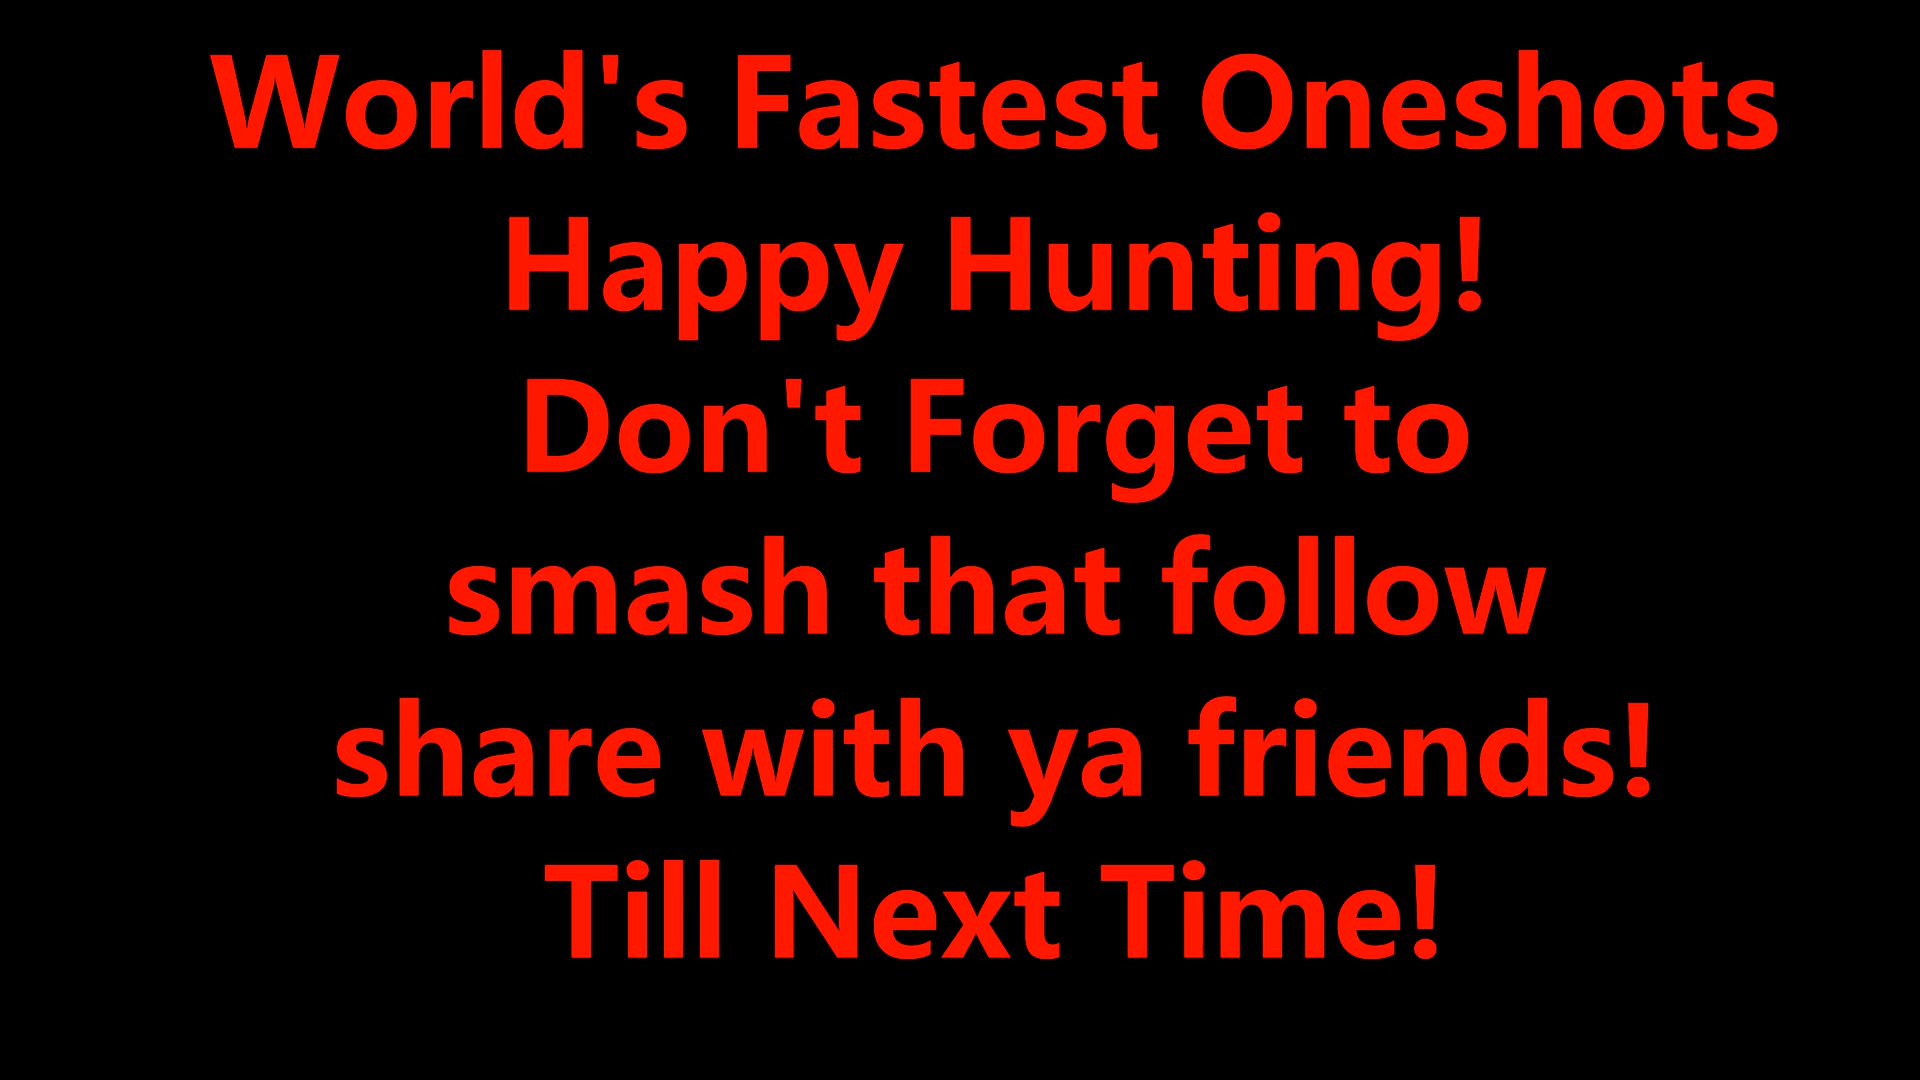 World's Fastest Oneshots
Happy Hunting!
Don't Forget to
smash that follow
share with ya friends!
Till Next Time!